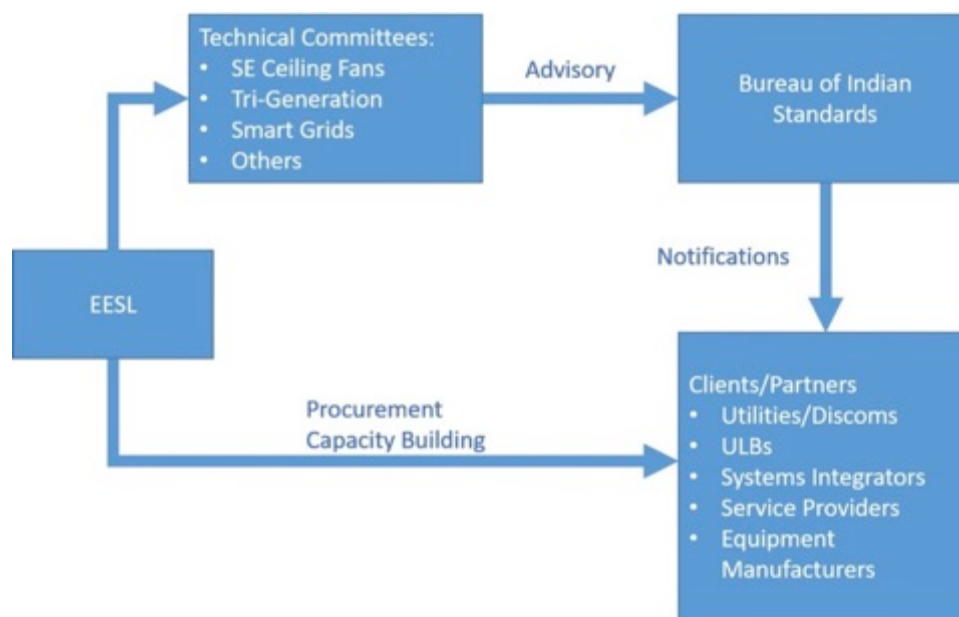 Technical Committees:
• SE Ceiling Fans
• Tri-Generation
• Smart Grids
• Others
Advisory
Bureau of Indian
Standards
Notifications
EESL
Procurement
Capacity Building
Clients/Partners
• Utilities/Discoms
• ULBs
• Systems Integrators
• Service Providers
• Equipment
Manufacturers